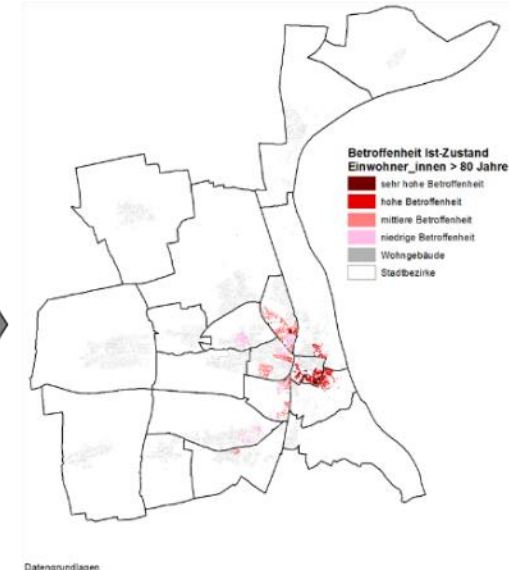 Betroffenheit Ist-Zustand
Einwohner_innen > 80 Jahre
sehr hohe Betroffenheit
hohe Betroffenheit
mittlere Betroffenheit
niedrige Betroffenheit
Wohngebäude
Stadtbezirke
Datengrundlagen